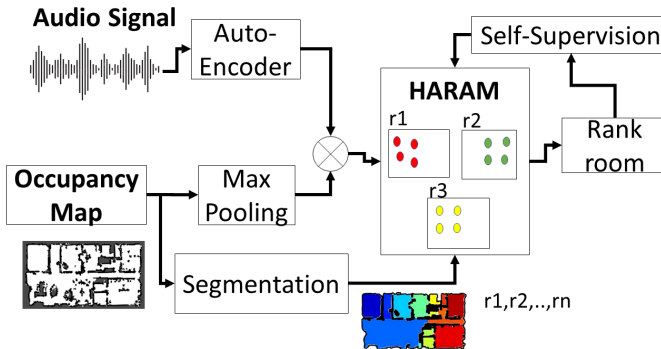 Audio Signal
Auto-
Encoder
Self-Supervision
HARAM
r1
r2
r3
Rank
room
Occupancy
Map
Max
Pooling
Segmentation
r1,r2,..,rn